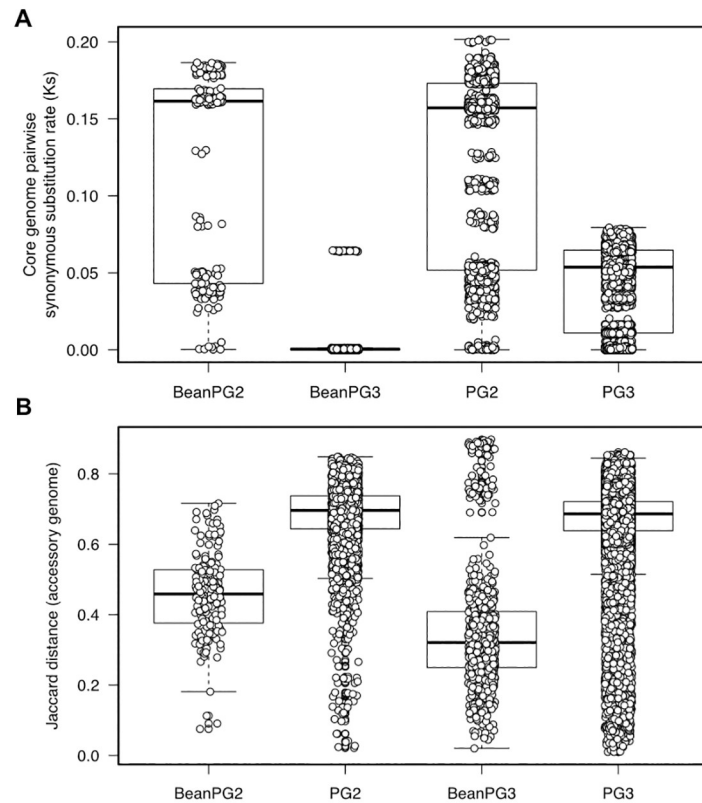 A
Core genome pairwise
synonymous substitution rate (Ks)
0.20
0.15
0.10
0.05
0.00
BeanPG2 BeanPG3 PG2 PG3
B
Jaccard distance (accessory genome)
0.8
0.6
0.4
0.2
0.0
BeanPG2 PG2 BeanPG3 PG3